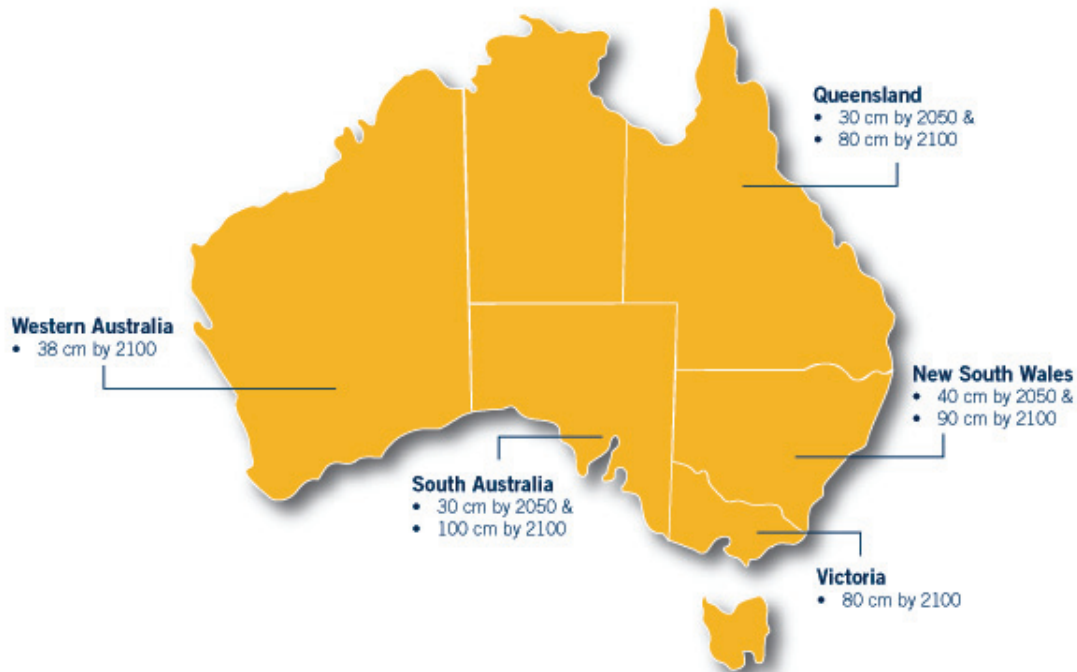 Queensland
• 30 cm by 2050 &
• 80 cm by 2100
Western Australia
• 38 cm by 2100
New South Wales
• 40 cm by 2050 &
• 90 cm by 2100
South Australia
• 30 cm by 2050 &
• 100 cm by 2100
Victoria
• 80 cm by 2100